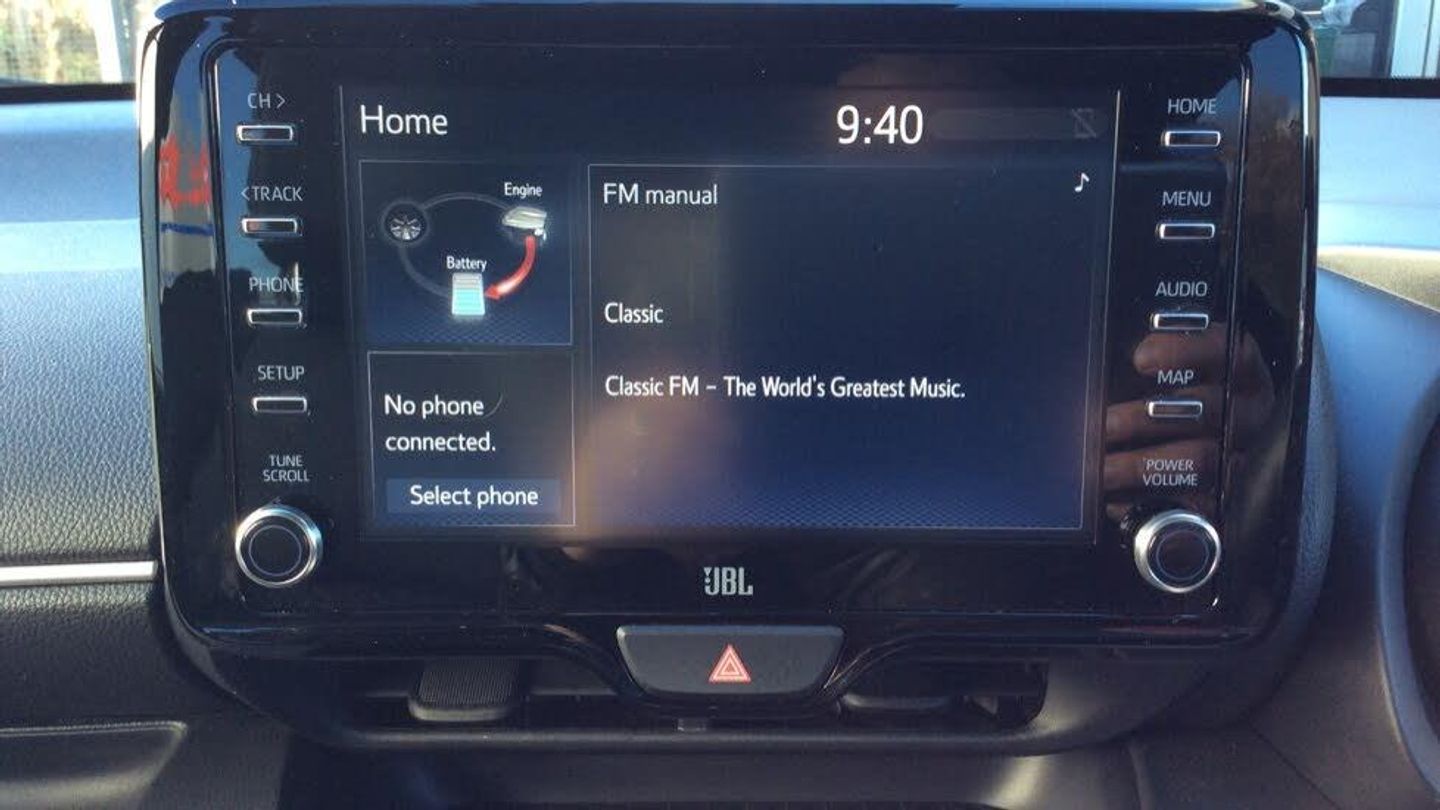 CH >
<TRACK
PHONE
SETUP
TUNE
SCROLL
Home
9:40
Engine
Battery
No phone
connected.
Select phone
FM manual
Classic
Classic FM – The World's Greatest Music.
HOME
MENU
AUDIO
MAP
POWER
VOLUME
JBL